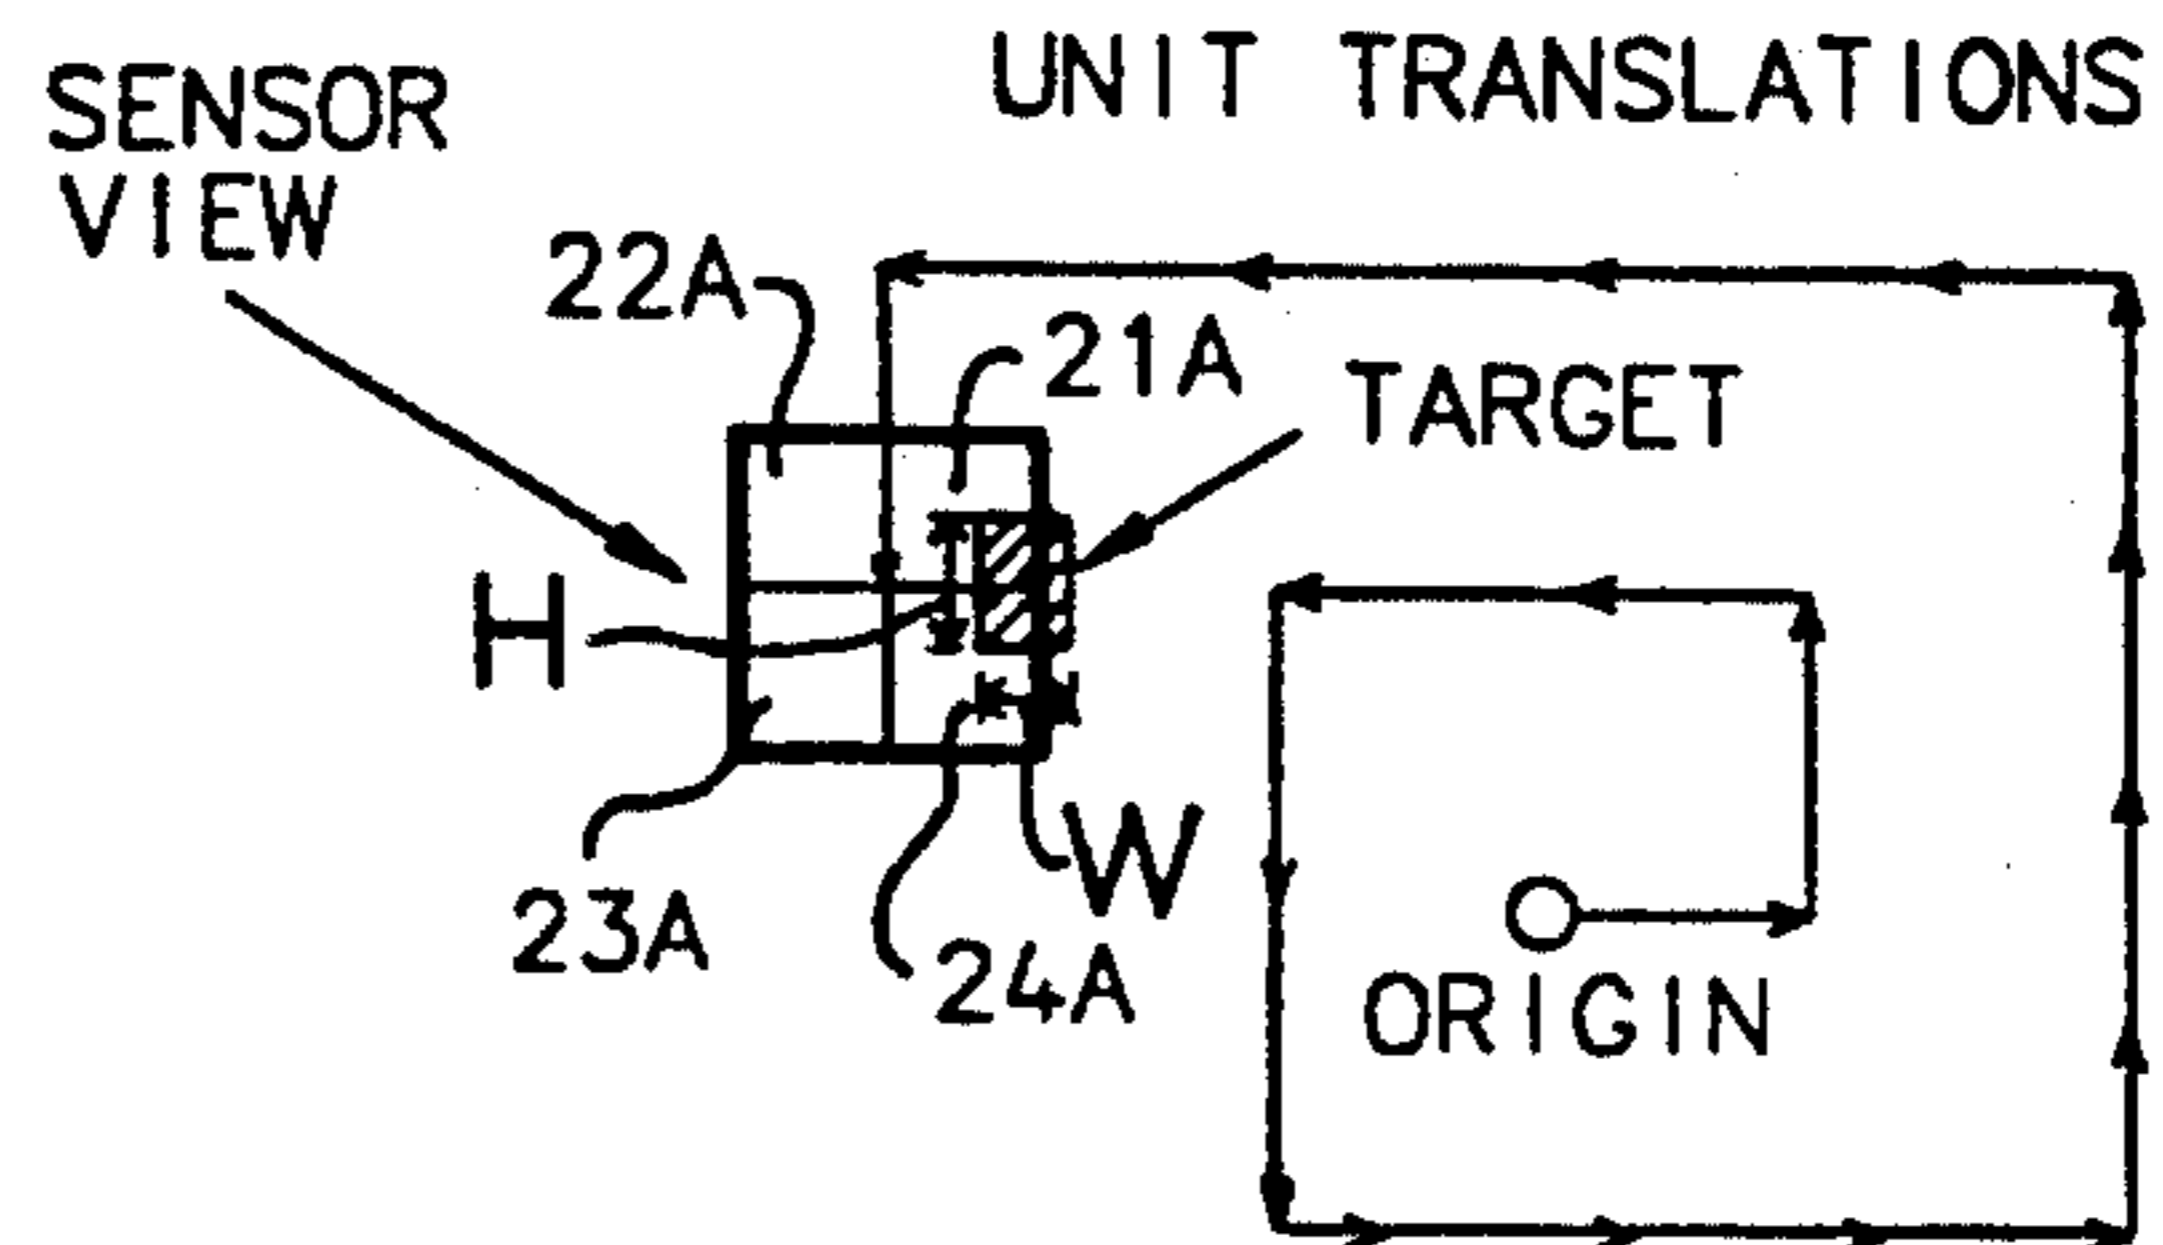 UNIT TRANSLATIONS
SENSOR
VIEW
22A
21A
TARGET
H
W
23A
24A
ORIGIN